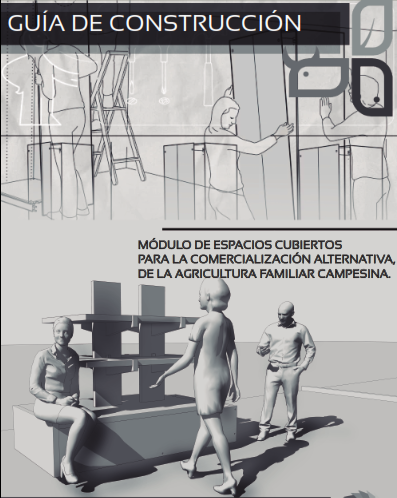 GUÍA DE CONSTRUCCIÓN
MÓDULO DE ESPACIOS CUBIERTOS
PARA LA COMERCIALIZACIÓN ALTERNATIVA,
DE LA AGRICULTURA FAMILIAR CAMPESINA.